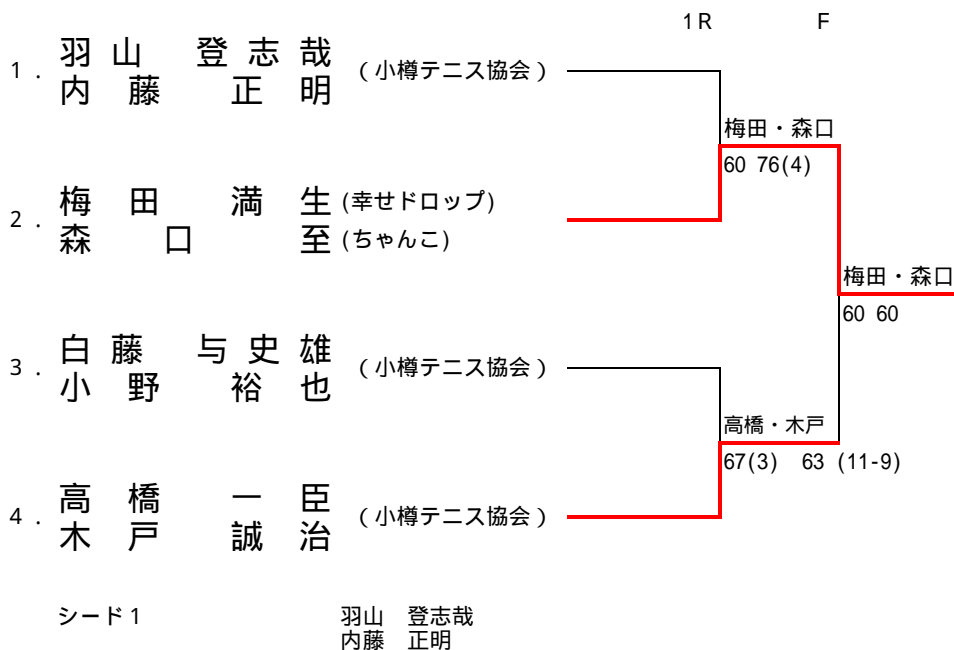 1R F
1. 羽山 登志哉 (小樽テニス協会)
内藤 正明
梅田・森口
60 76(4)
2. 梅田 満生 (幸せドロップ)
森口 至 (ちゃんこ)
梅田・森口
60 60
3. 白藤 与史雄 (小樽テニス協会)
小野 裕也
高橋・木戸
67(3) 63 (11-9)
4. 高橋 一臣 (小樽テニス協会)
木戸 誠治
シード1 羽山 登志哉
内藤 正明